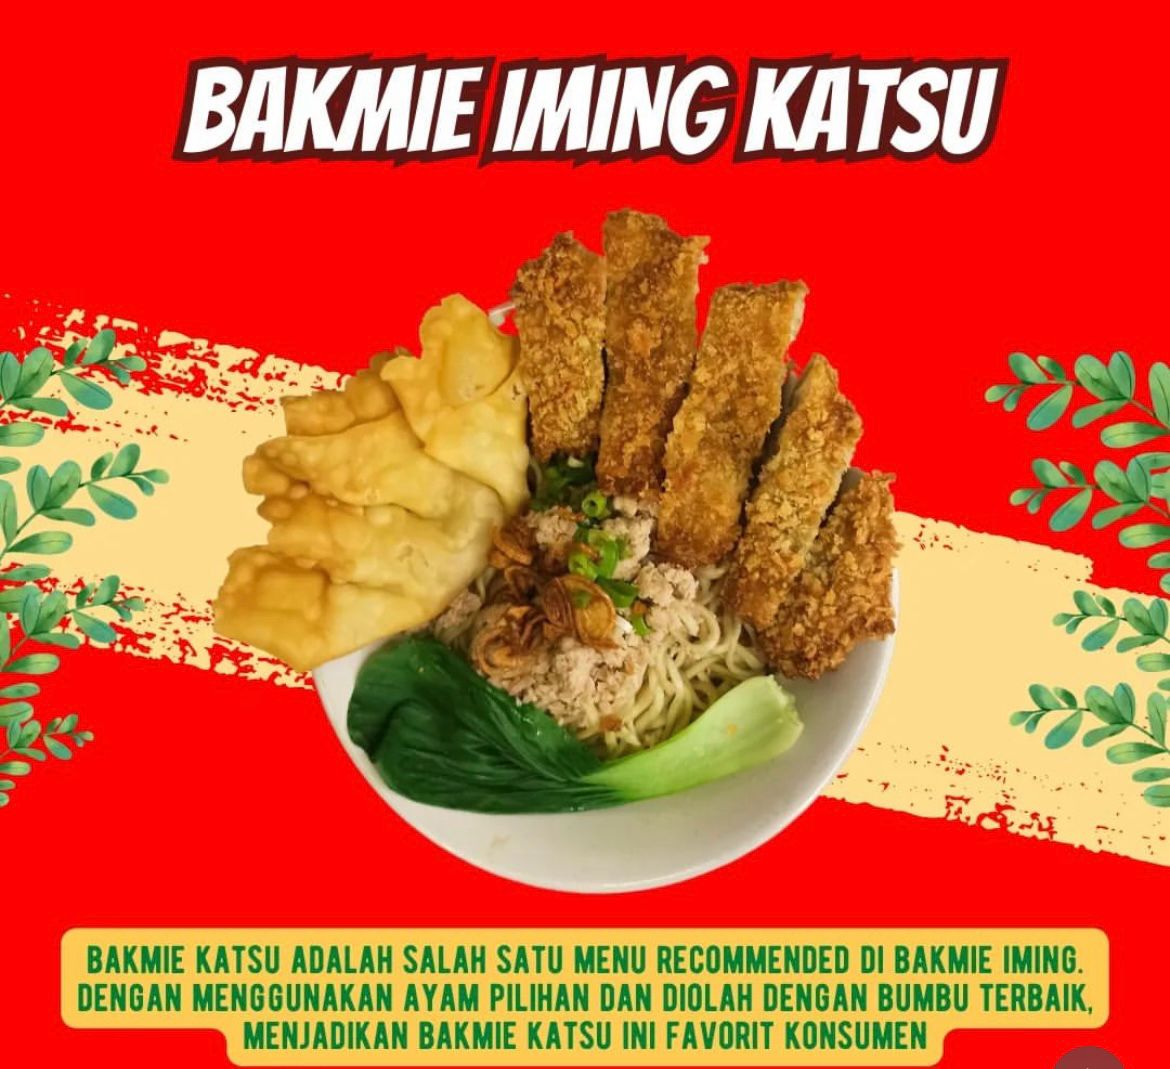 BAKMIE IMING KATSU
BAKMIE KATSU ADALAH SALAH SATU MENU RECOMMENDED DI BAKMIE IMING.
DENGAN MENGGUNAKAN AYAM PILIHAN DAN DIOLAH DENGAN BUMBU TERBAIK,
MENJADIKAN BAKMIE KATSU INI FAVORIT KONSUMEN